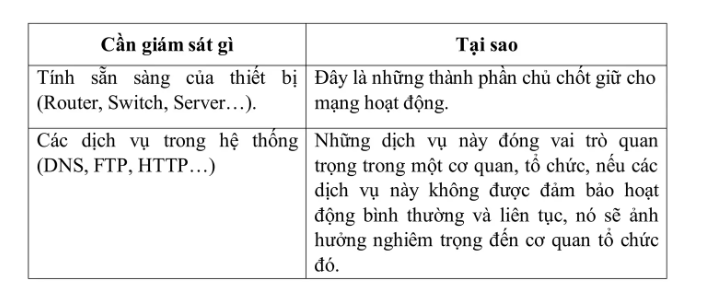 Cần giám sát gì
Tại sao
Tính sẵn sàng của thiết bị
(Router, Switch, Server…).
Đây là những thành phần chủ chốt giữ cho
mạng hoạt động.
Các dịch vụ trong hệ thống
(DNS, FTP, HTTP…)
Những dịch vụ này đóng vai trò quan
trọng trong một cơ quan, tổ chức, nếu các
dịch vụ này không được đảm bảo hoạt
động bình thường và liên tục, nó sẽ ảnh
hưởng nghiêm trọng đến cơ quan tổ chức
đó.